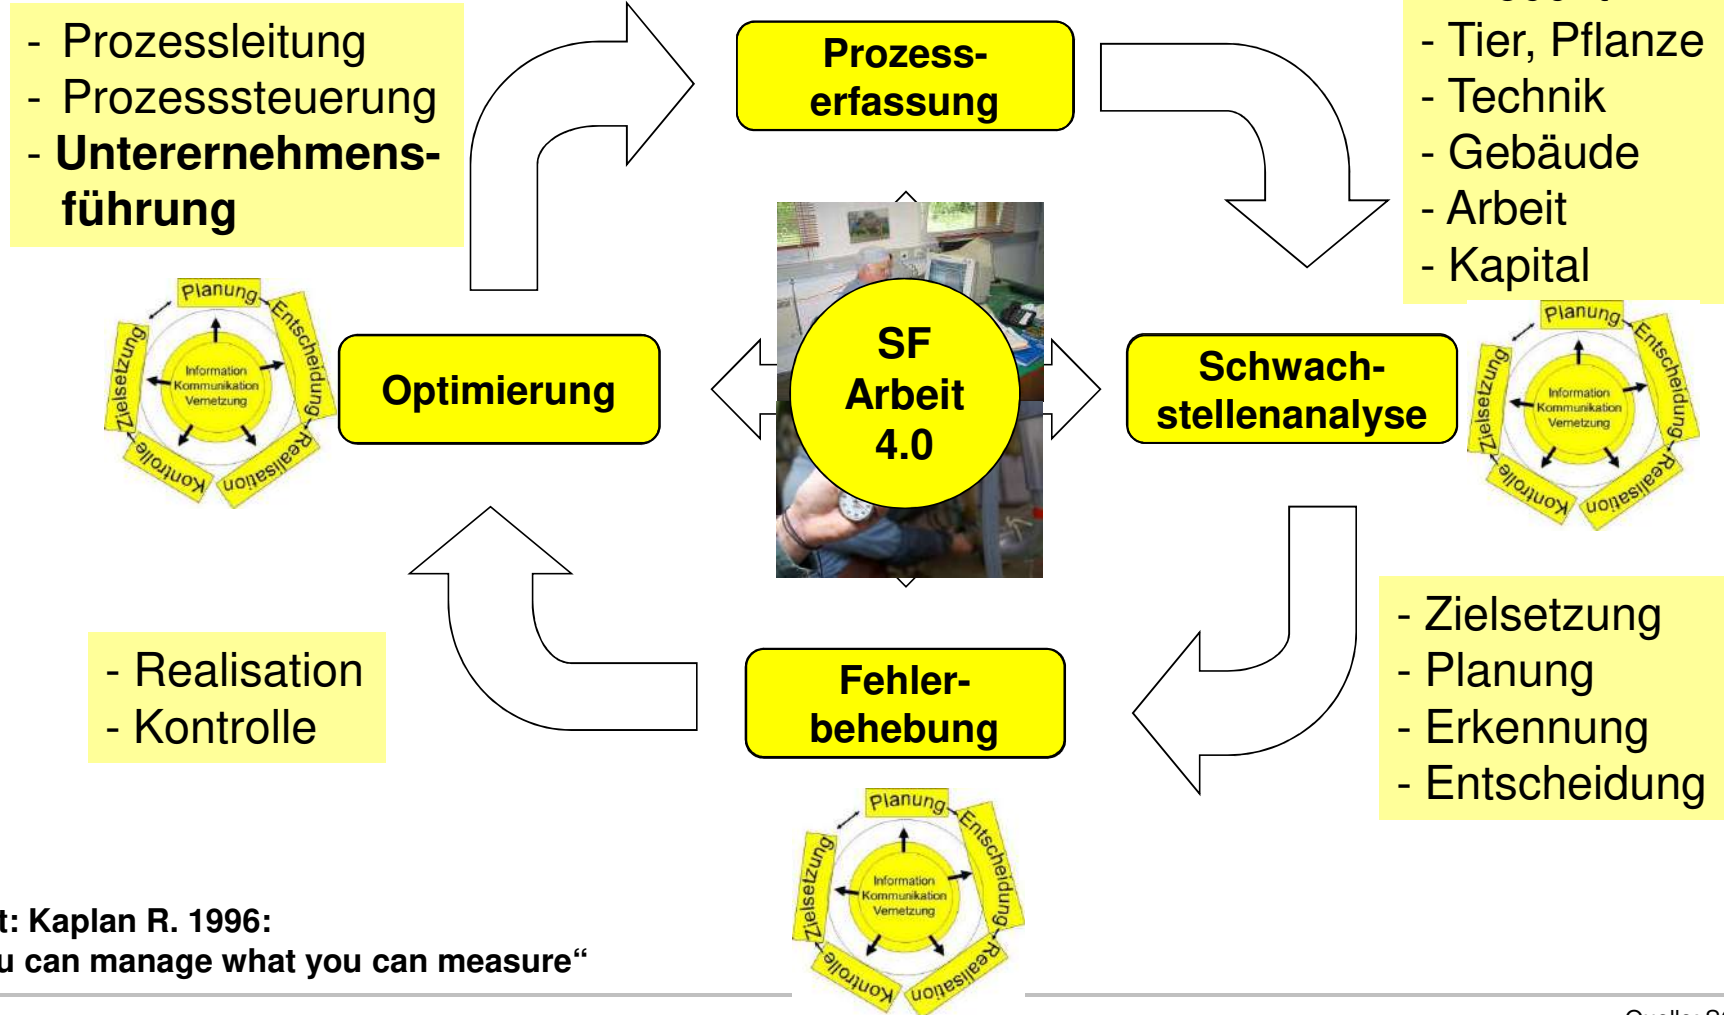 - Prozessleitung
- Prozesssteuerung
- Unterernehmens-
führung
Prozess-
erfassung
- Tier, Pflanze
- Technik
- Gebäude
- Arbeit
- Kapital
Planung
Entscheidung
Realisation
Kontrolle
Zielsetzung
Information
Kommunikation
Vernetzung
Optimierung
SF
Arbeit
4.0
Schwach-
stellenanalyse
Planung
Entscheidung
Realisation
Kontrolle
Zielsetzung
Information
Kommunikation
Vernetzung
- Realisation
- Kontrolle
Fehler-
behebung
- Zielsetzung
- Planung
- Erkennung
- Entscheidung
Planung
Entscheidung
Realisation
Kontrolle
Zielsetzung
Information
Kommunikation
Vernetzung
t: Kaplan R. 1996:
u can manage what you can measure“